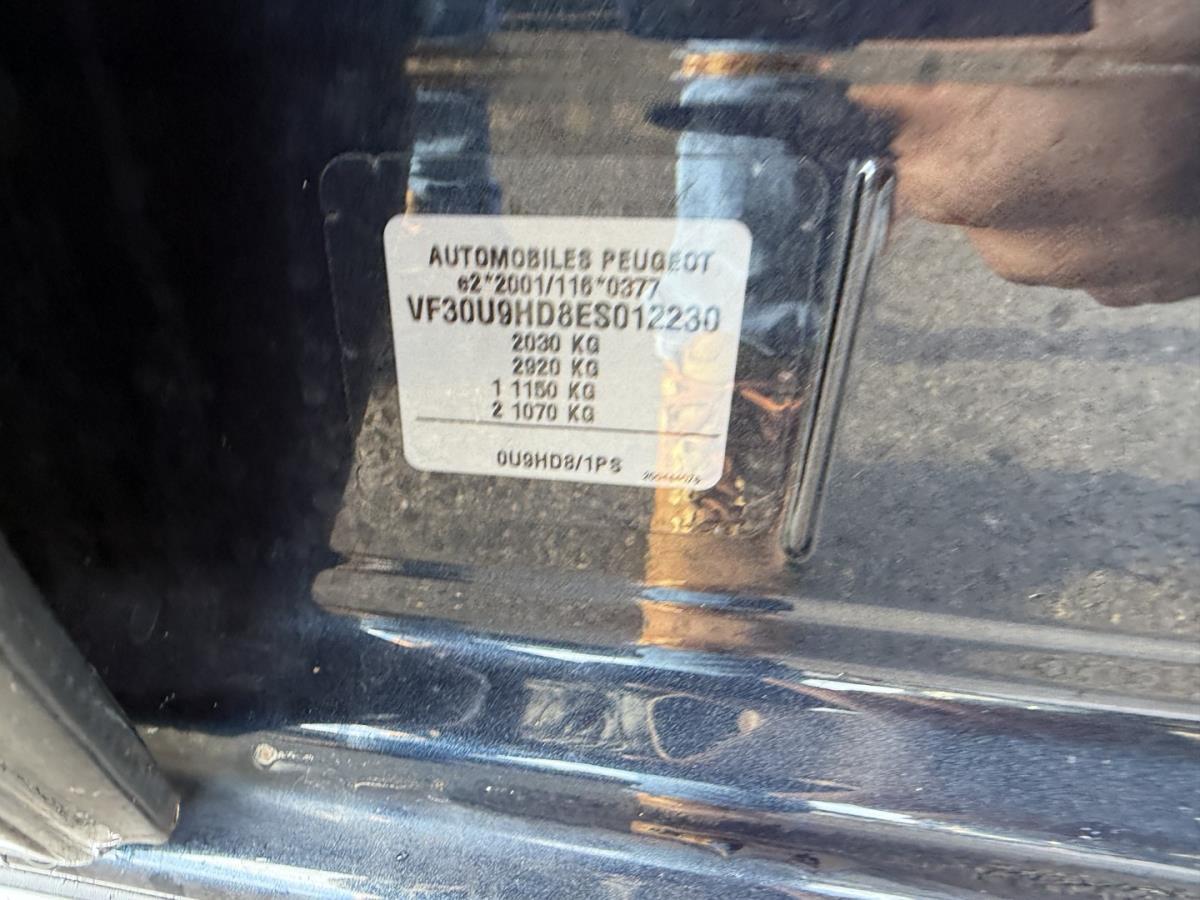 AUTOMOBILES PEUGEOT
e2*2001/116*0377
VF30U9HD8ES012230
2030 KG
2920 KG
1 1150 KG
2 1070 KG
0U9HD8/1PS